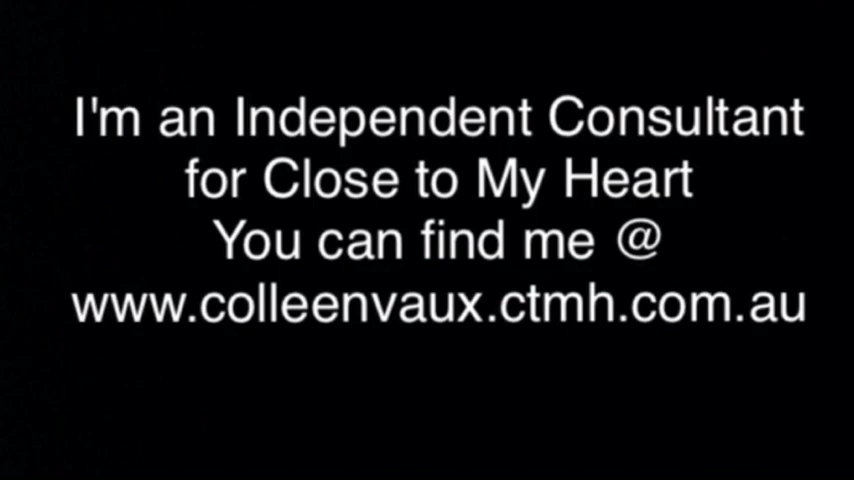 I'm an Independent Consultant
for Close to My Heart
You can find me @
www.colleenvaux.ctmh.com.au